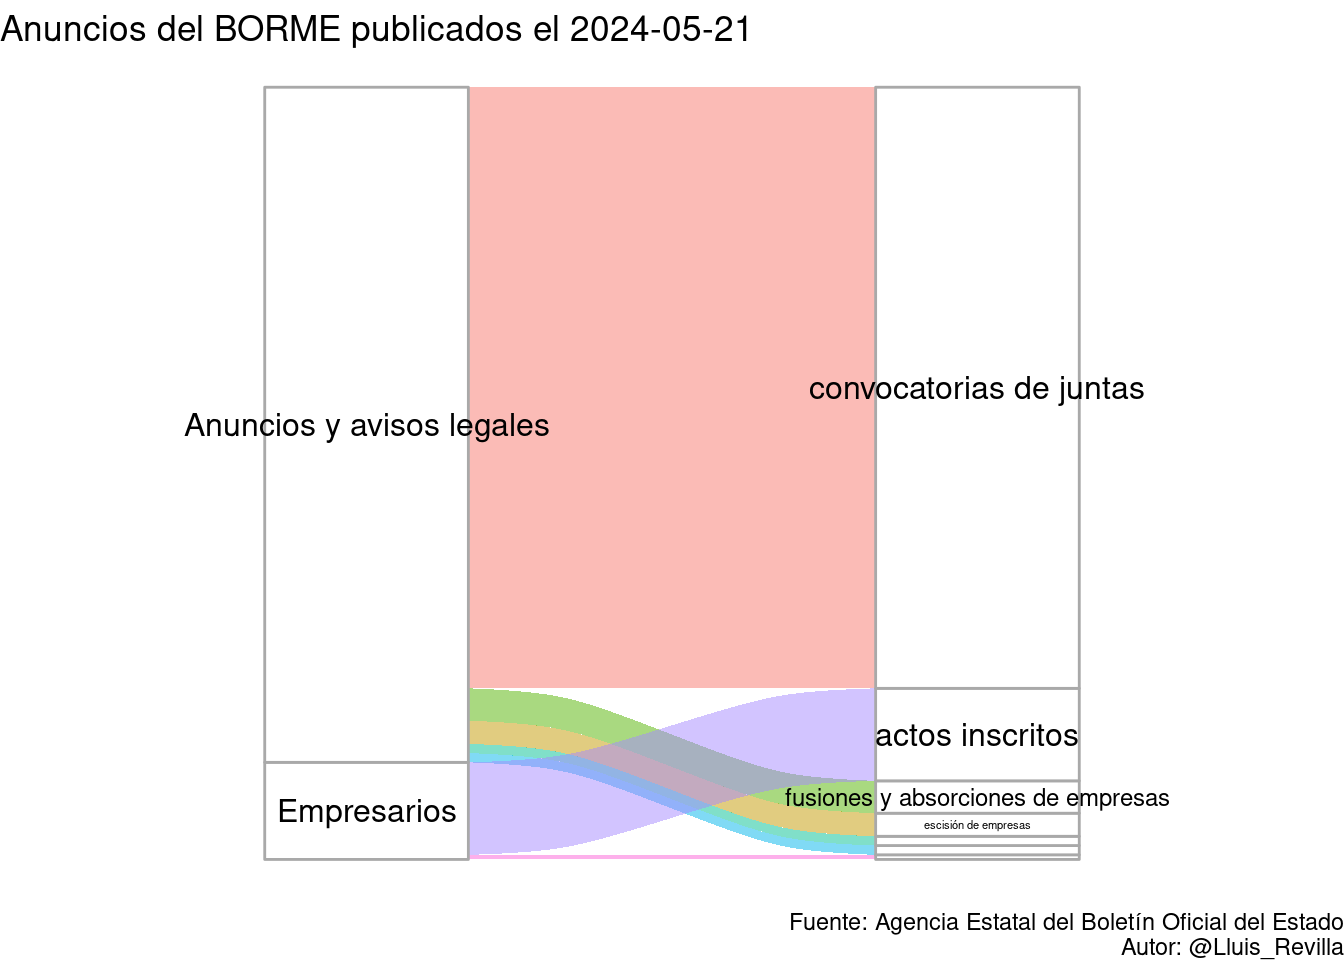 Anuncios del BORME publicados el 2024-05-21
convocatorias de juntas
Anuncios y avisos legales
actos inscritos
fusiones y absorciones de empresas
Empresarios
escisión de empresas
Fuente: Agencia Estatal del Boletín Oficial del Estado
Autor: @Lluis_Revilla